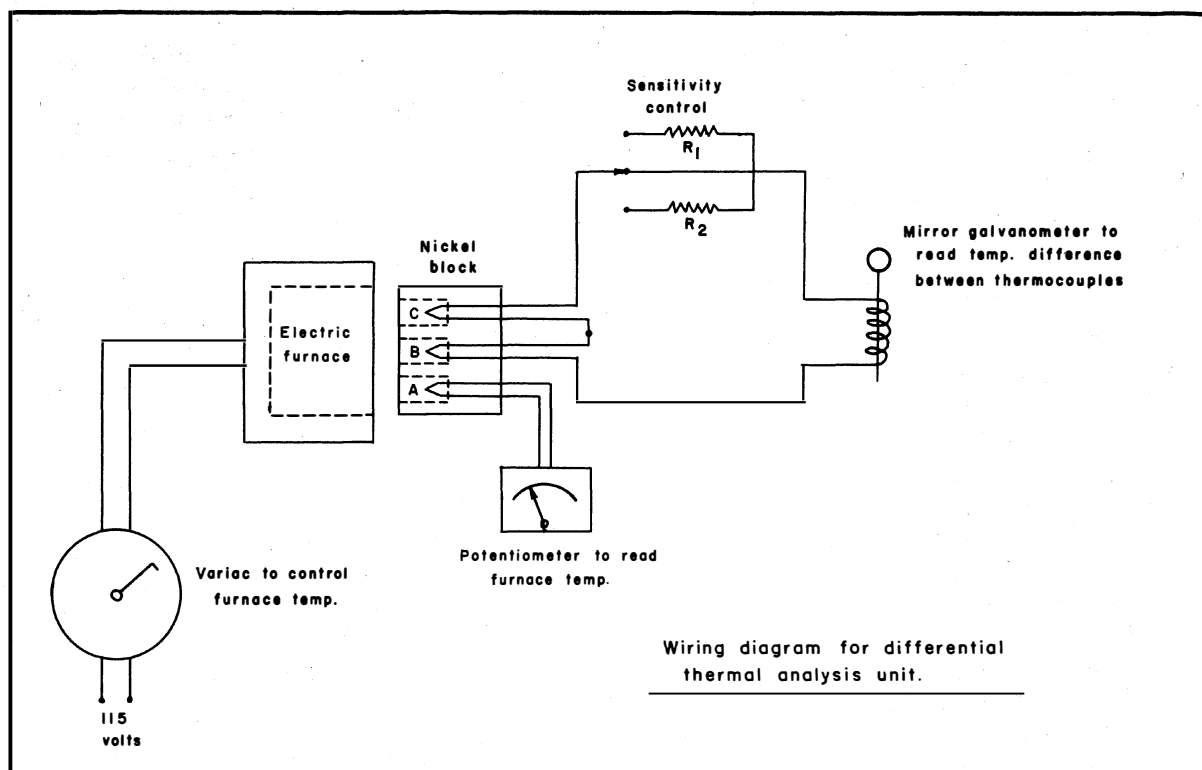 Sensitivity
control
R1
R2
Mirror galvanometer to
read temp. difference
between thermocouples
Nickel
block
Electric
furnace
C
B
A
Potentiometer to read
furnace temp.
Variac to control
furnace temp.
115
volts
Wiring diagram for differential
thermal analysis unit.